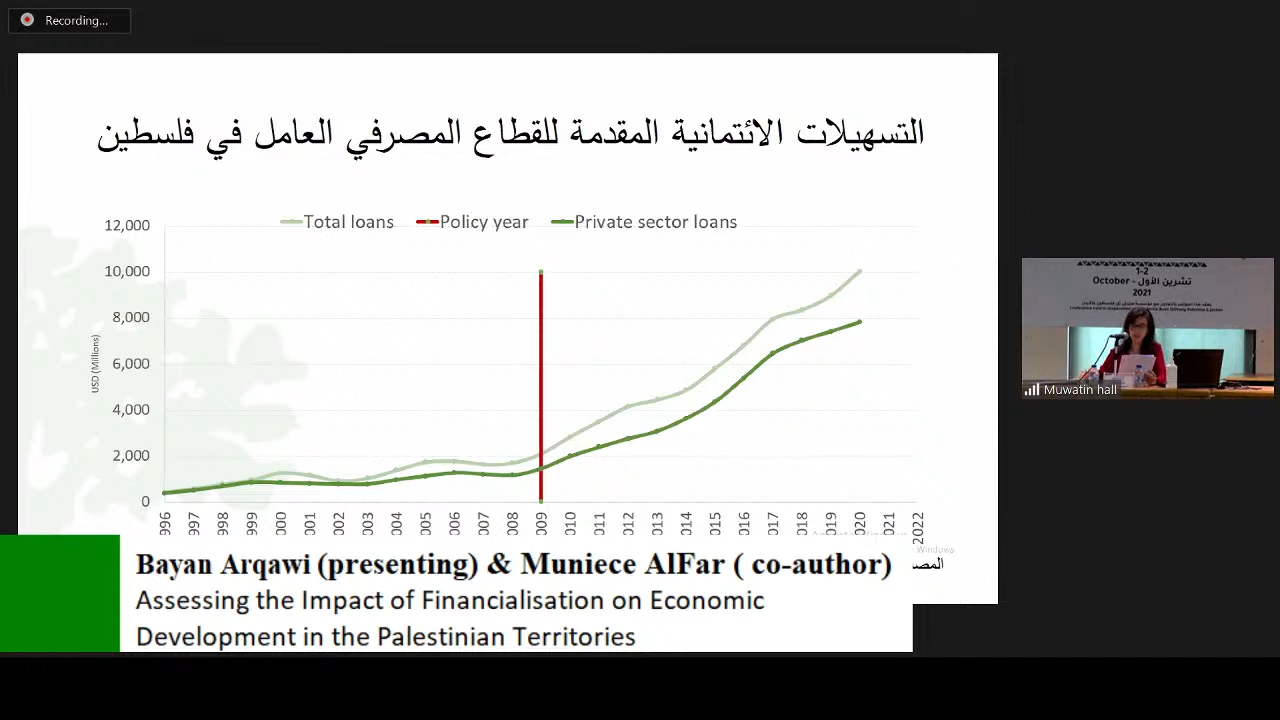 Recording...
التسهيلات الائتمانية المقدمة للقطاع المصرفي العامل في فلسطين
Total loans Policy year Private sector loans
12,000
10,000
8,000
6,000
4,000
2,000
0
USD (Millions)
996 997 998 999 000 001 002 003 004 005 006 007 008 009 010 011 012 013 014 015 016 017 018 019 020 021 2022
Windows
المص
Bayan Arqawi (presenting) & Muniece AlFar ( co-author)
Assessing the Impact of Financialisation on Economic
Development in the Palestinian Territories
1-2
تشرين الأول - October
2021
Muwatin hall